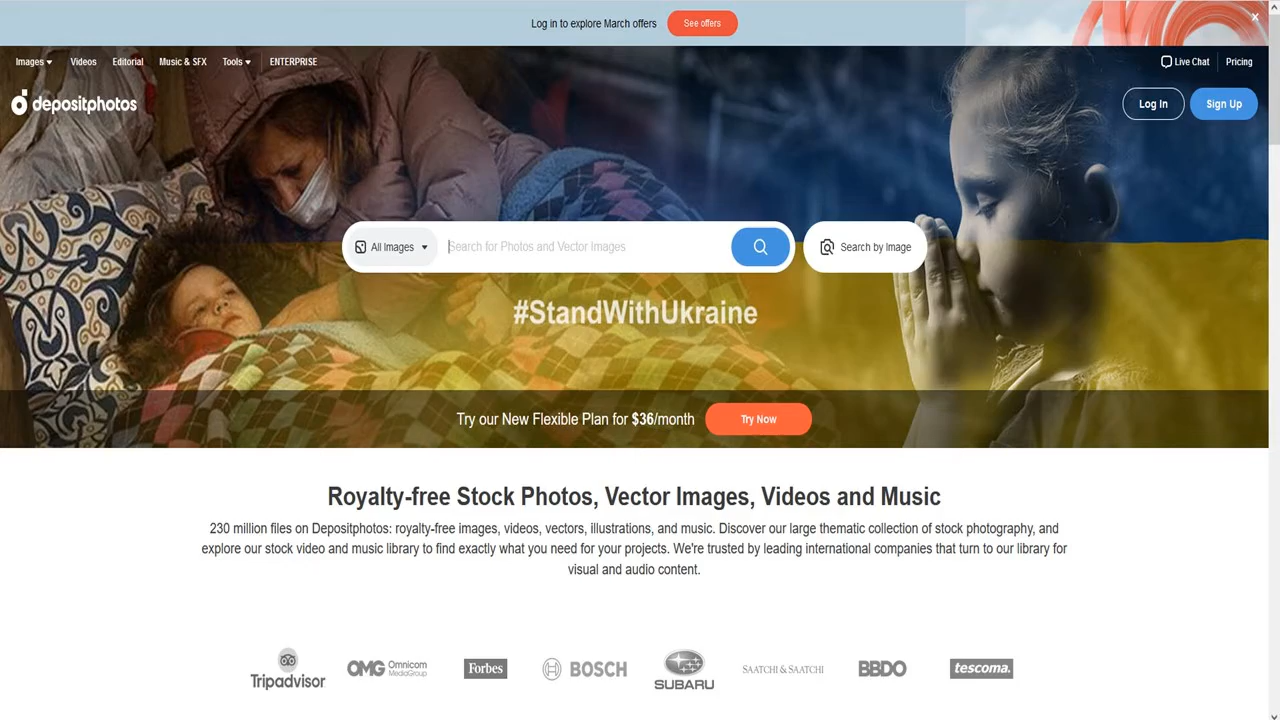 Log in to explore March offers
See offers
Images
Videos
Editorial
Music & SFX
Tools
ENTERPRISE
Live Chat
Pricing
depositphotos
Log In
Sign Up
All Images
Search for Photos and Vector Images
Search by Image
#StandWithUkraine
Try our New Flexible Plan for $36/month
Try Now
Royalty-free Stock Photos, Vector Images, Videos and Music
230 million files on Depositphotos: royalty-free images, videos, vectors, illustrations, and music. Discover our large thematic collection of stock photography, and
explore our stock video and music library to find exactly what you need for your projects. We're trusted by leading international companies that turn to our library for
visual and audio content.
Tripadvisor
OMG Omnicom
MediaGroup
Forbes
BOSCH
SUBARU
SAATCHI & SAATCHI
BBDO
tescoma.